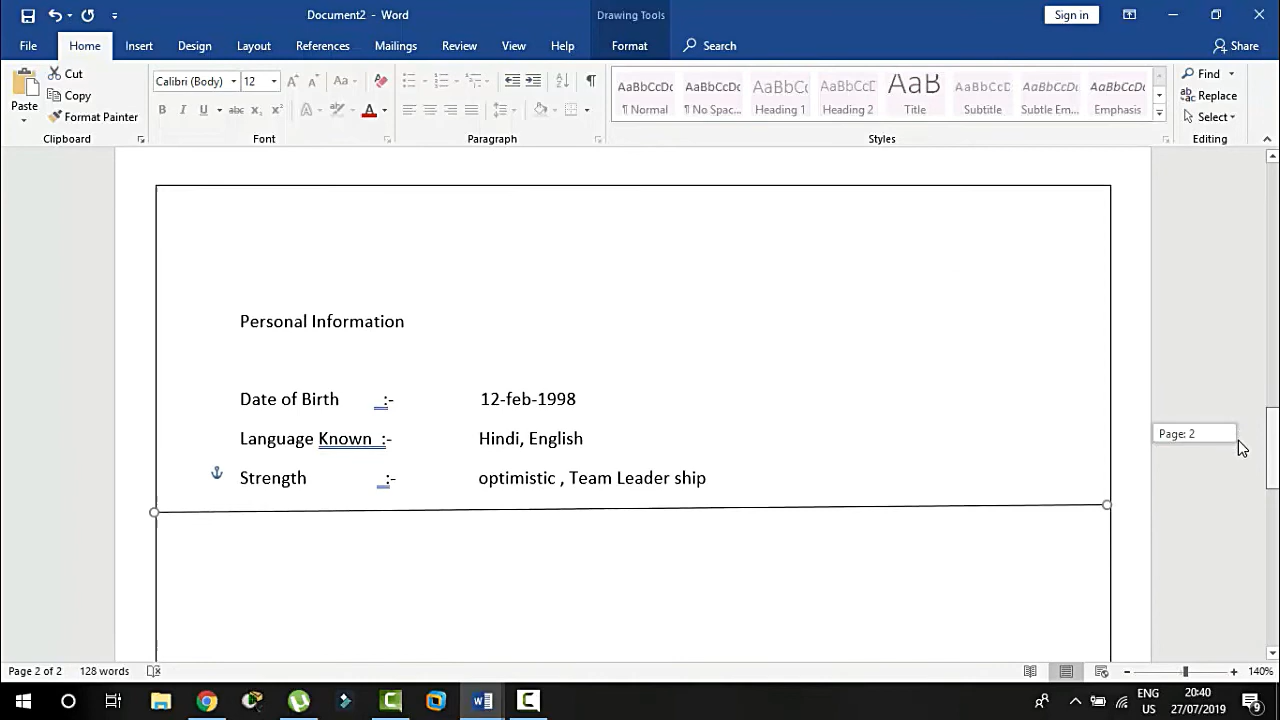 Document2 - Word
Drawing Tools
Sign in
File Home Insert Design Layout References Mailings Review View Help Format Search Share
Paste
Cut
Copy
Format Painter
Calibri (Body) 12
AaBbCcDc AaBbCcDc AaBbCc AaBbCcD AaB AaBbCcD AaBbCcDc AaBbCcDc
¶ Normal ¶ No Spac... Heading 1 Heading 2 Title Subtitle Subtle Em... Emphasis
Find
Replace
Select
Clipboard Font Paragraph Styles Editing
Personal Information
Date of Birth :- 12-feb-1998
Page: 2
Language Known :- Hindi, English
Strength :- optimistic , Team Leader ship
Page 2 of 2 128 words 140%
ENG 20:40
US 27/07/2019
9